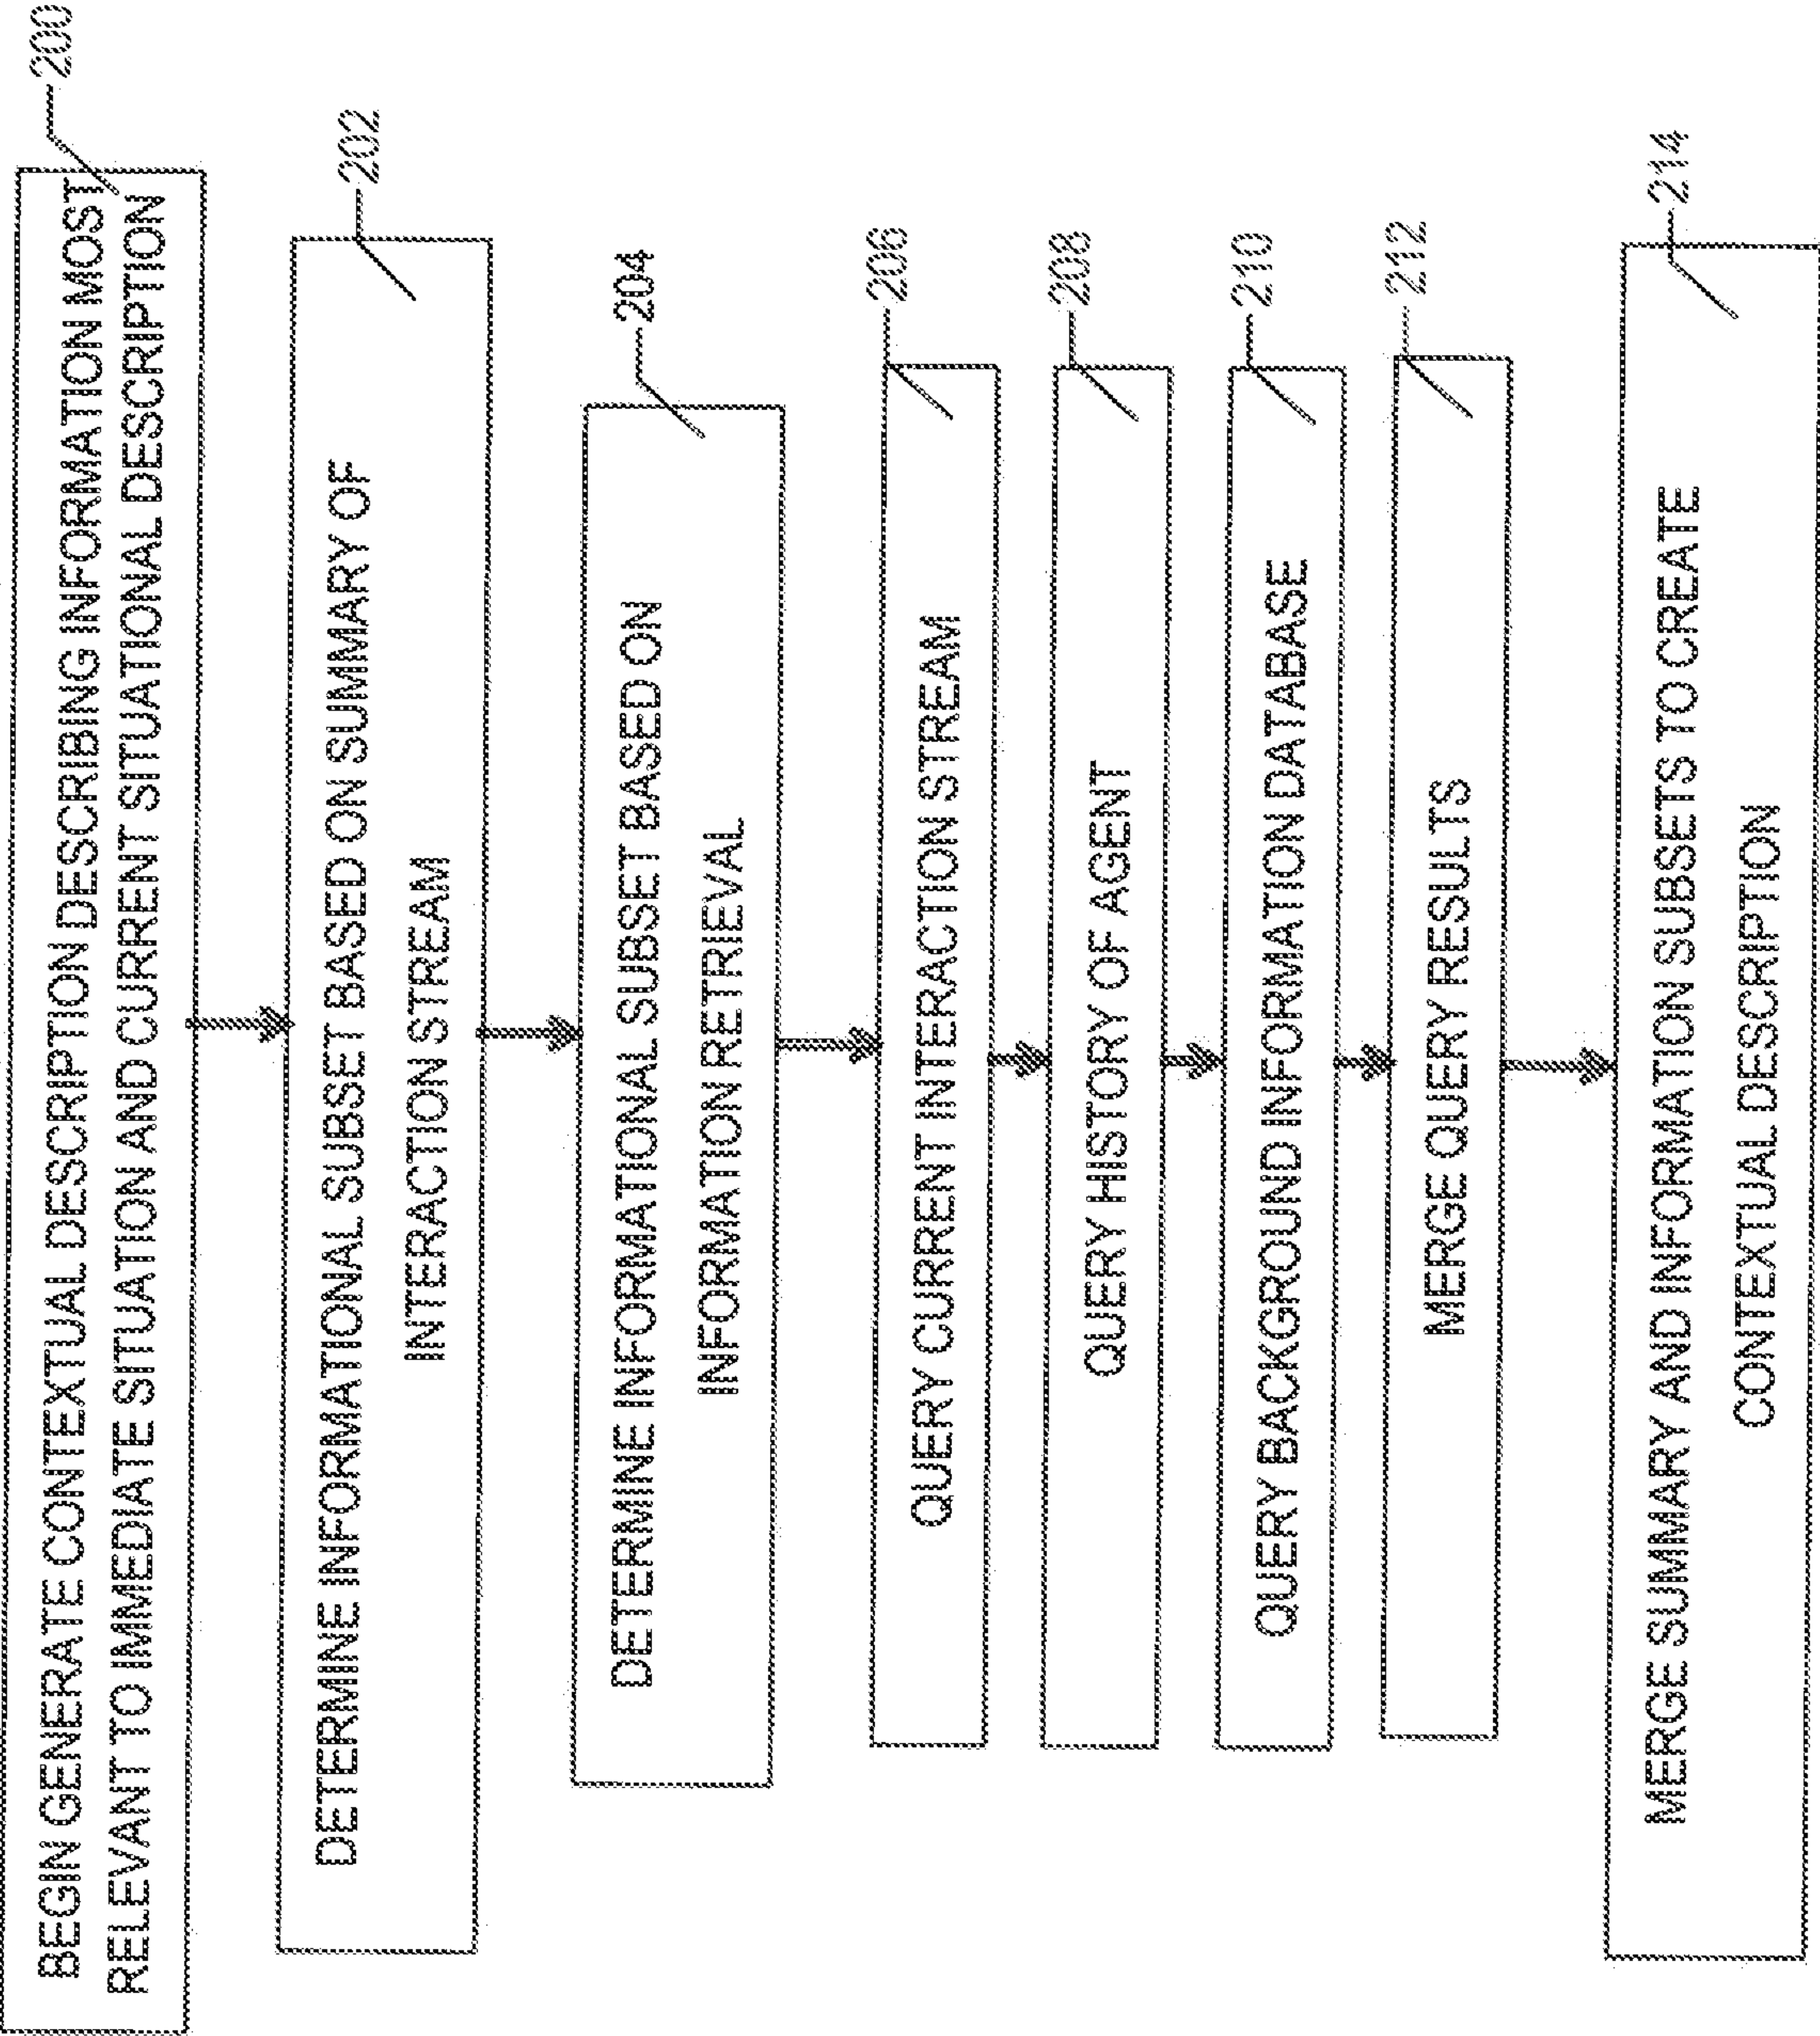 BEGIN GENERATE CONTEXTUAL DESCRIPTION DESCRIBING INFORMATION MOST
RELEVANT TO IMMEDIATE SITUATION AND CURRENT SITUATIONAL DESCRIPTION
200
DETERMINE INFORMATIONAL SUBSET BASED ON SUMMARY OF
INTERACTION STREAM
202
DETERMINE INFORMATIONAL SUBSET BASED ON
INFORMATION RETRIEVAL
204
QUERY CURRENT INTERACTION STREAM
206
QUERY HISTORY OF AGENT
208
QUERY BACKGROUND INFORMATION DATABASE
210
MERGE QUERY RESULTS
212
MERGE SUMMARY AND INFORMATION SUBSETS TO CREATE
CONTEXTUAL DESCRIPTION
214